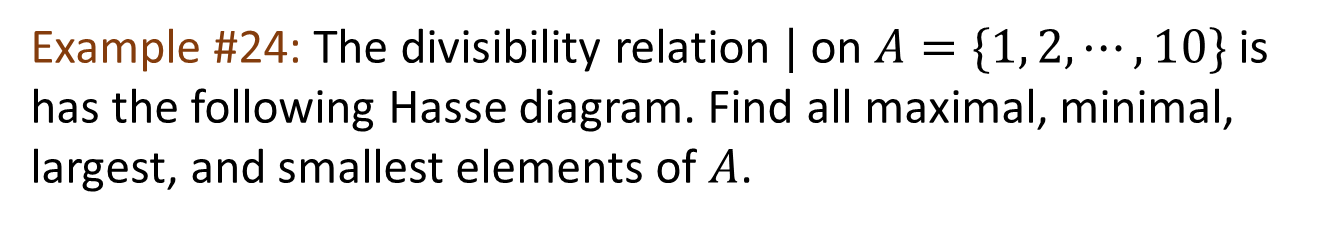 Example #24: The divisibility relation | on A = {1, 2, ⋯ , 10} is
has the following Hasse diagram. Find all maximal, minimal,
largest, and smallest elements of A.